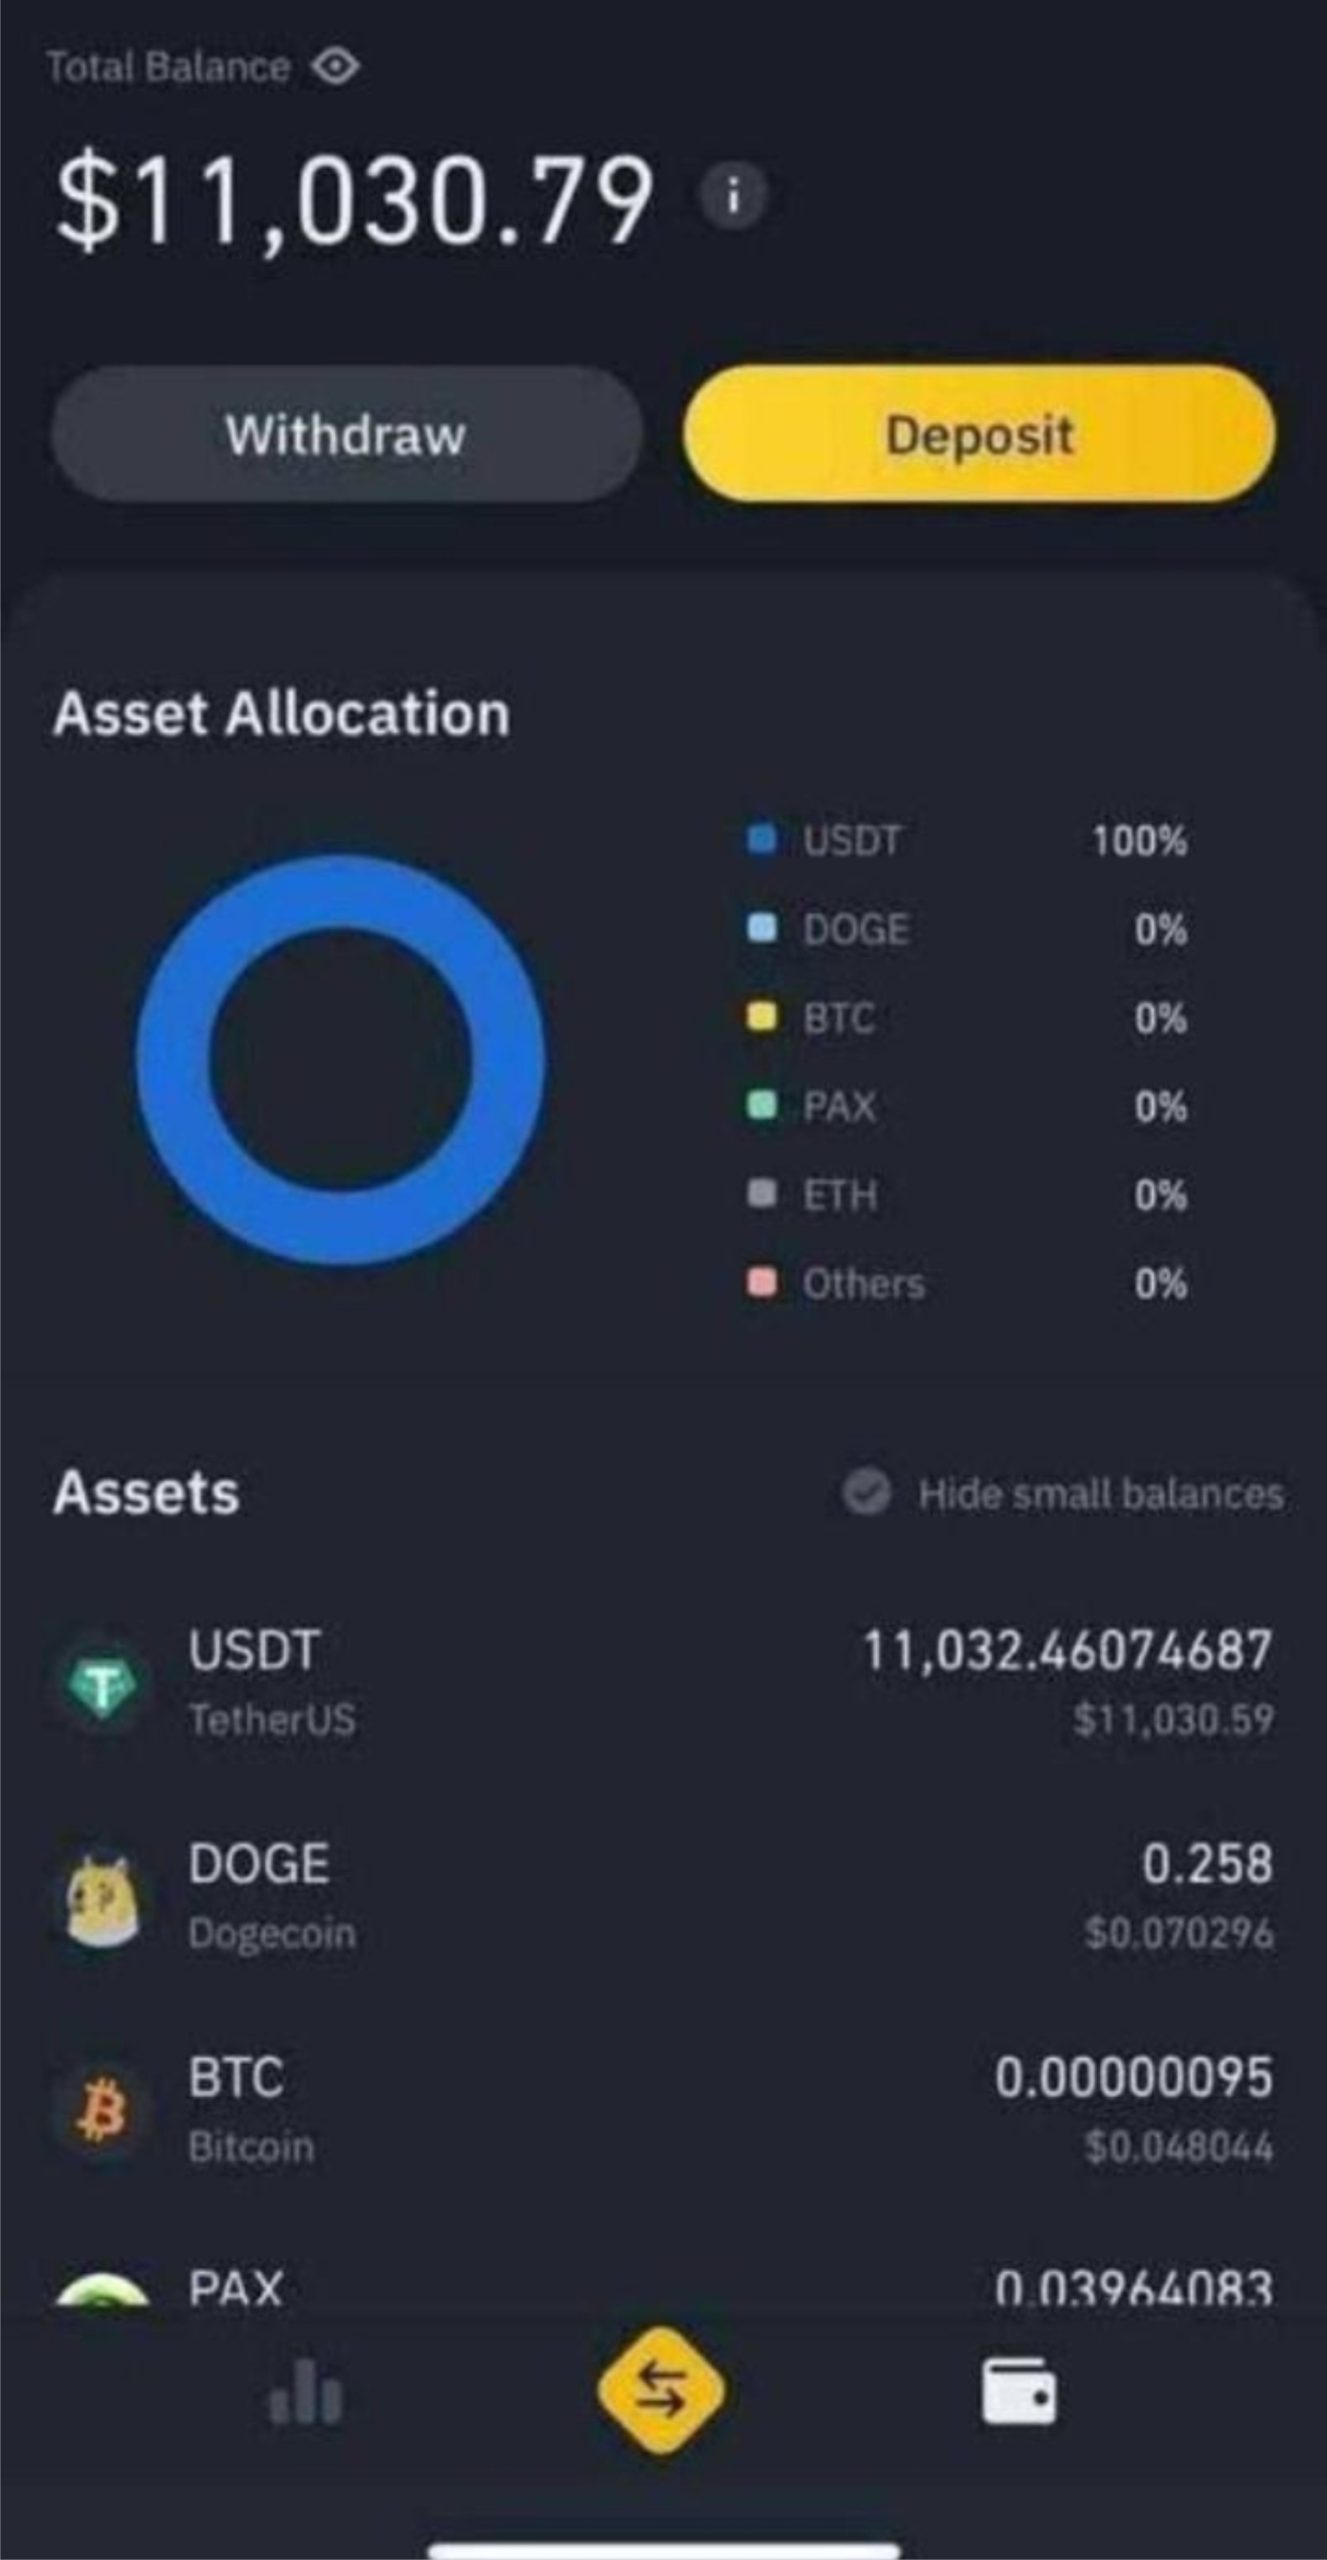 Total Balance
$11,030.79 i
Withdraw Deposit
Asset Allocation
USDT 100%
DOGE 0%
BTC 0%
PAX 0%
ETH 0%
Others 0%
Assets Hide small balances
USDT 11,032.46074687
TetherUS $11,030.59
DOGE 0.258
Dogecoin $0.070296
BTC 0.00000095
Bitcoin $0.048044
PAX 0.03964083